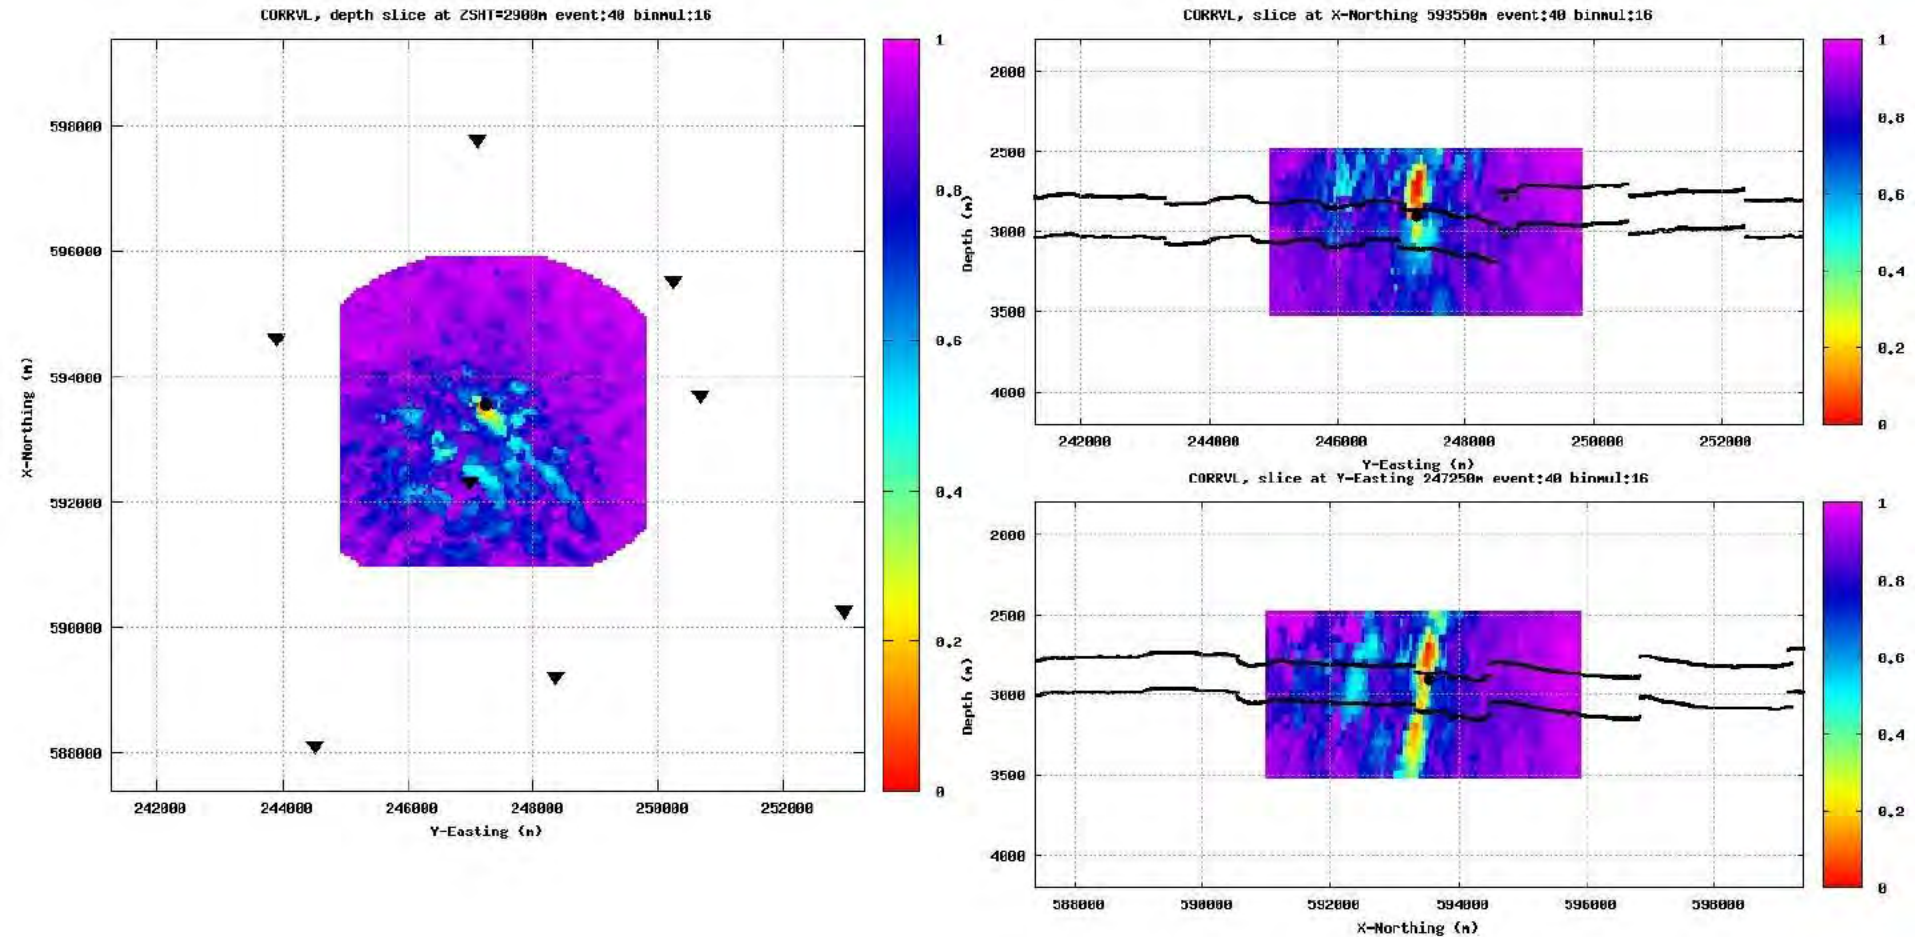 CORRVL, depth slice at ZSHT=2900m event:40 binmul:16
598000
596000
594000
592000
590000
588000
X-Northing (m)
242000 244000 246000 248000 250000 252000
Y-Easting (m)
1
0.8
0.6
0.4
0.2
0
CORRVL, slice at X-Northing 593550m event:40 binmul:16
2000
2500
3000
3500
4000
Depth (m)
242000 244000 246000 248000 250000 252000
Y-Easting (m)
1
0.8
0.6
0.4
0.2
0
CORRVL, slice at Y-Easting 247250m event:40 binmul:16
2000
2500
3000
3500
4000
Depth (m)
588000 590000 592000 594000 596000 598000
X-Northing (m)
1
0.8
0.6
0.4
0.2
0